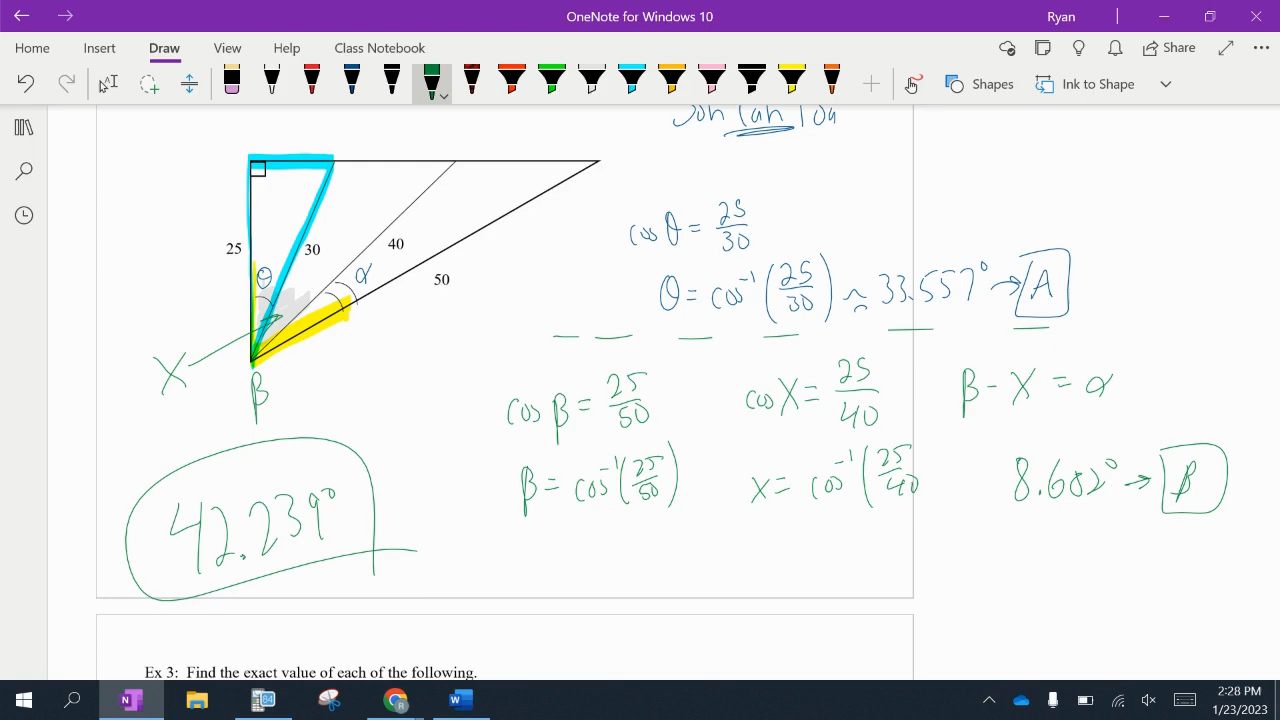 OneNote for Windows 10
Ryan
Home Insert Draw View Help Class Notebook Share
Shapes Ink to Shape
25 30 40 50
θ α
X
β
cos θ = 25/30
θ = cos⁻¹(25/30) ≈ 33.557° → A
cos β = 25/50 cos X = 25/40 β - X = α
β = cos⁻¹(25/50) x = cos⁻¹(25/40 8.682° → B
42.239°
Ex 3: Find the exact value of each of the following.
2:28 PM
1/23/2023